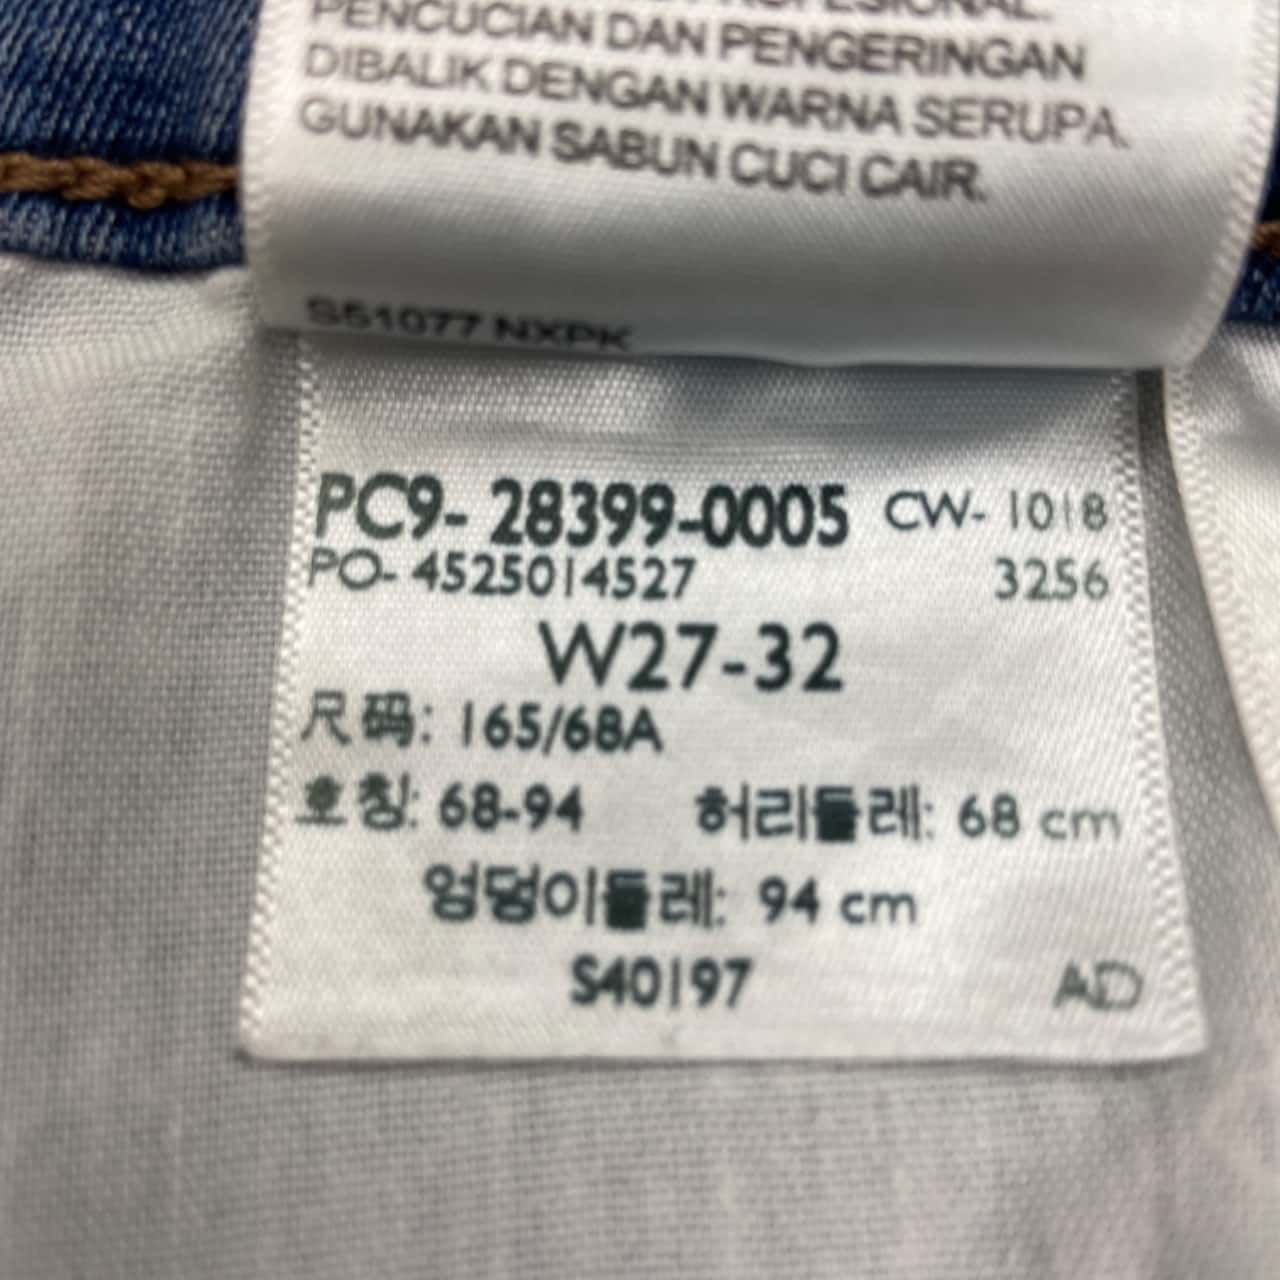 PENCUCIAN DAN PENGERINGAN
DIBALIK DENGAN WARNA SERUPA.
GUNAKAN SABUN CUCI CAIR.
S51077 NXPK
PC9- 28399-0005 CW- 1018
PO- 4525014527 3256
W27-32
尺码: 165/68A
호칭: 68-94 허리둘레: 68 cm
엉덩이둘레: 94 cm
S40197 AD